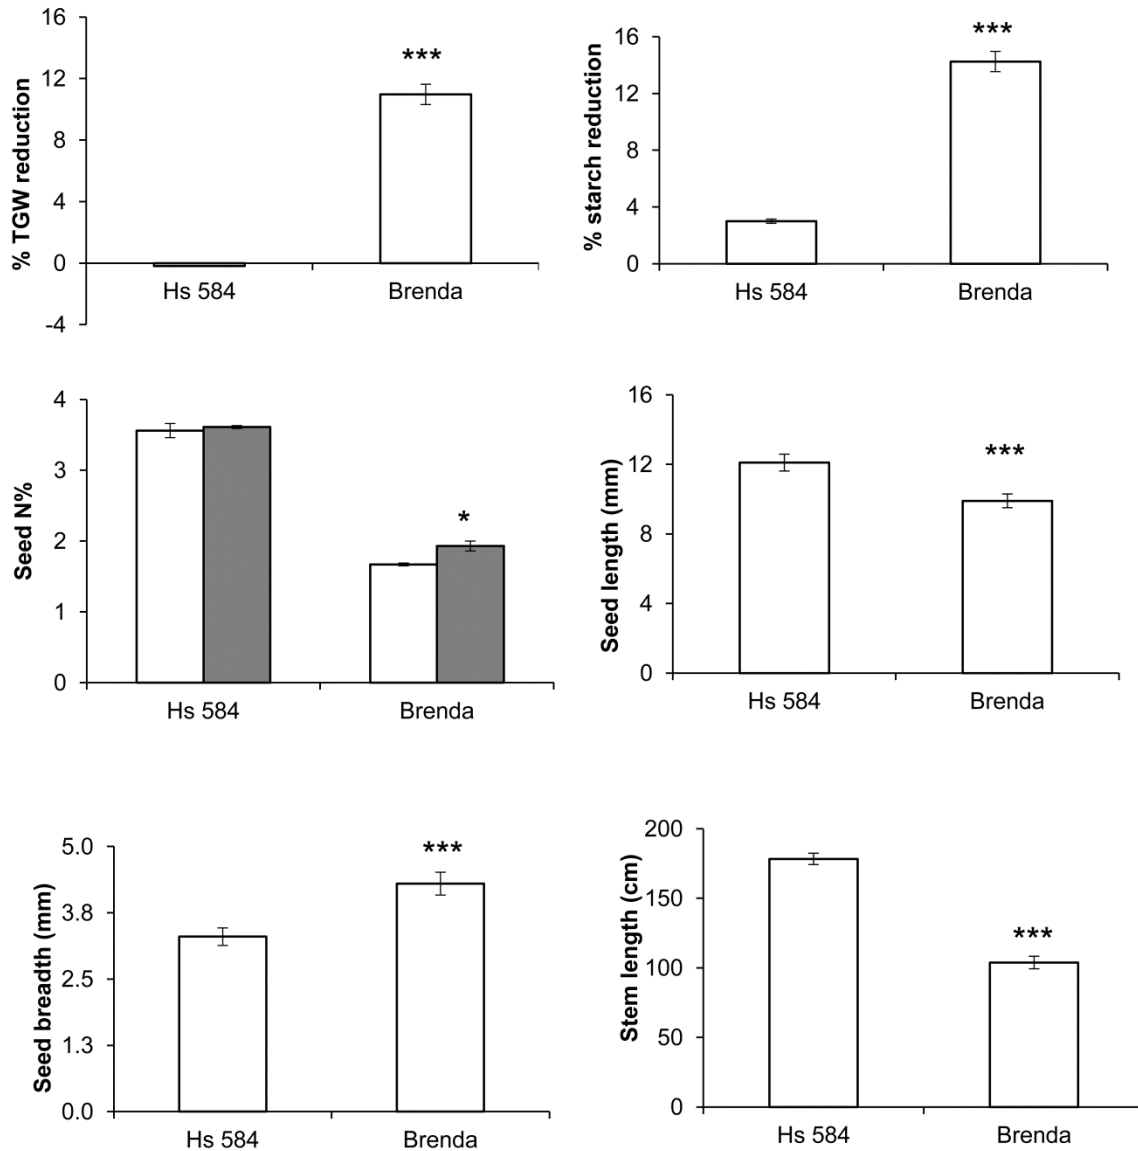 % TGW reduction
16
12
8
4
0
-4
***
Hs 584
Brenda
% starch reduction
16
12
8
4
0
***
Hs 584
Brenda
Seed N%
4
3
2
1
0
*
Hs 584
Brenda
Seed length (mm)
16
12
8
4
0
***
Hs 584
Brenda
Seed breadth (mm)
5.0
3.8
2.5
1.3
0.0
***
Hs 584
Brenda
Stem length (cm)
200
150
100
50
0
***
Hs 584
Brenda